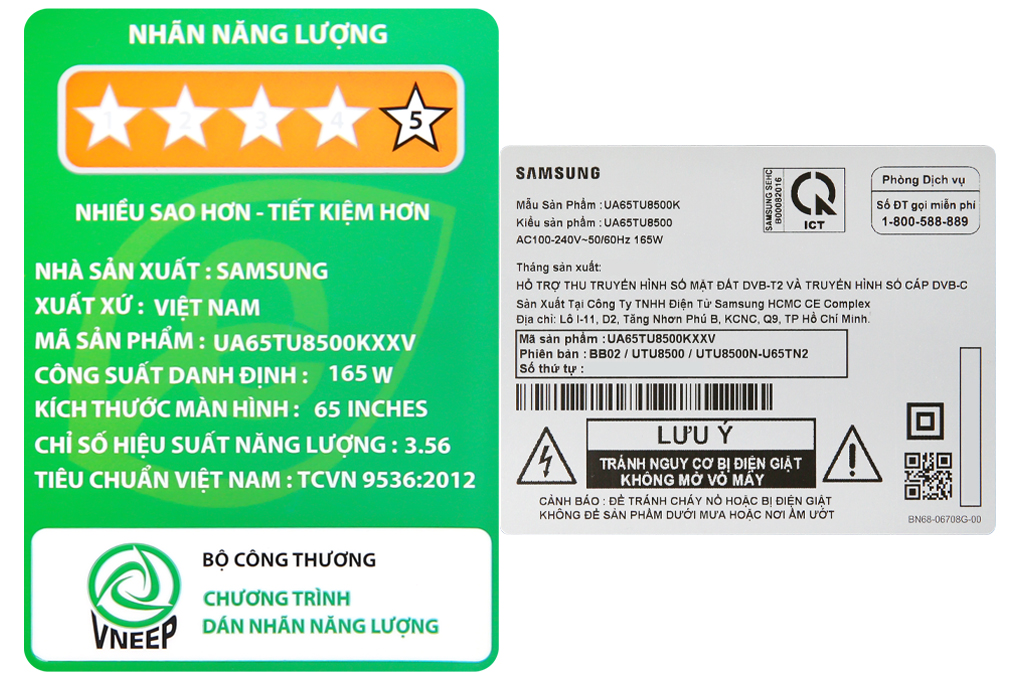 NHÃN NĂNG LƯỢNG
1 2 3 4 5
NHIỀU SAO HƠN - TIẾT KIỆM HƠN
NHÀ SẢN XUẤT : SAMSUNG
XUẤT XỨ : VIỆT NAM
MÃ SẢN PHẨM : UA65TU8500KXXV
CÔNG SUẤT DANH ĐỊNH : 165 W
KÍCH THƯỚC MÀN HÌNH : 65 INCHES
CHỈ SỐ HIỆU SUẤT NĂNG LƯỢNG : 3.56
TIÊU CHUẨN VIỆT NAM : TCVN 9536:2012
VNEEP
BỘ CÔNG THƯƠNG
CHƯƠNG TRÌNH
DÁN NHÃN NĂNG LƯỢNG
SAMSUNG
Mẫu Sản Phẩm : UA65TU8500K
Kiểu sản phẩm : UA65TU8500
AC100-240V~50/60Hz 165W
SAMSUNG SEHC
B00082016
ICT
Phòng Dịch vụ
Số ĐT gọi miễn phí
1-800-588-889
Tháng sản xuất:
HỖ TRỢ THU TRUYỀN HÌNH SỐ MẶT ĐẤT DVB-T2 VÀ TRUYỀN HÌNH SỐ CÁP DVB-C
Sản Xuất Tại Công Ty TNHH Điện Tử Samsung HCMC CE Complex
Địa chỉ: Lô I-11, D2, Tăng Nhơn Phú B, KCNC, Q9, TP Hồ Chí Minh.
Mã sản phẩm : UA65TU8500KXXV
Phiên bản : BB02 / UTU8500 / UTU8500N-U65TN2
Số thứ tự :
LƯU Ý
TRÁNH NGUY CƠ BỊ ĐIỆN GIẬT
KHÔNG MỞ VỎ MÁY
CẢNH BÁO : ĐỂ TRÁNH CHÁY NỔ HOẶC BỊ ĐIỆN GIẬT
KHÔNG ĐỂ SẢN PHẨM DƯỚI MƯA HOẶC NƠI ẨM ƯỚT
BN68-06708G-00